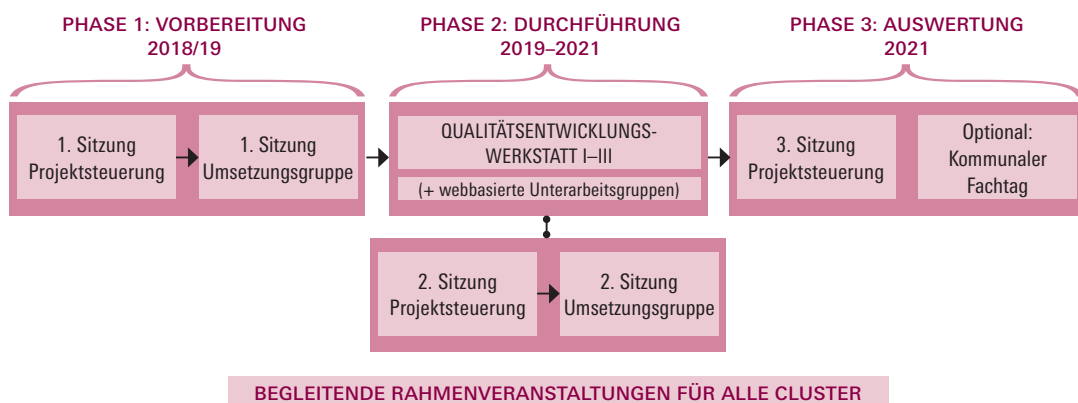 PHASE 1: VORBEREITUNG
2018/19
PHASE 2: DURCHFÜHRUNG
2019–2021
PHASE 3: AUSWERTUNG
2021
1. Sitzung
Projektsteuerung
1. Sitzung
Umsetzungsgruppe
QUALITÄTSENTWICKLUNGS-
WERKSTATT I–III
(+ webbasierte Unterarbeitsgruppen)
3. Sitzung
Projektsteuerung
Optional:
Kommunaler
Fachtag
2. Sitzung
Projektsteuerung
2. Sitzung
Umsetzungsgruppe
BEGLEITENDE RAHMENVERANSTALTUNGEN FÜR ALLE CLUSTER